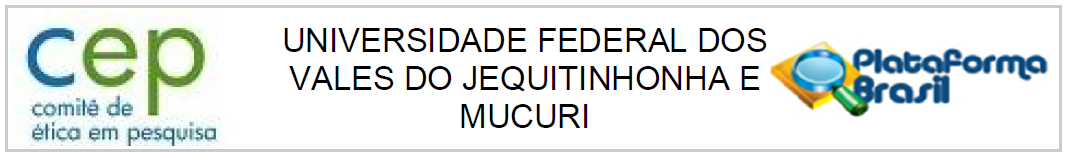 cep
comitê de
ética em pesquisa
UNIVERSIDADE FEDERAL DOS
VALES DO JEQUITINHONHA E
MUCURI
Plataforma
Brasil